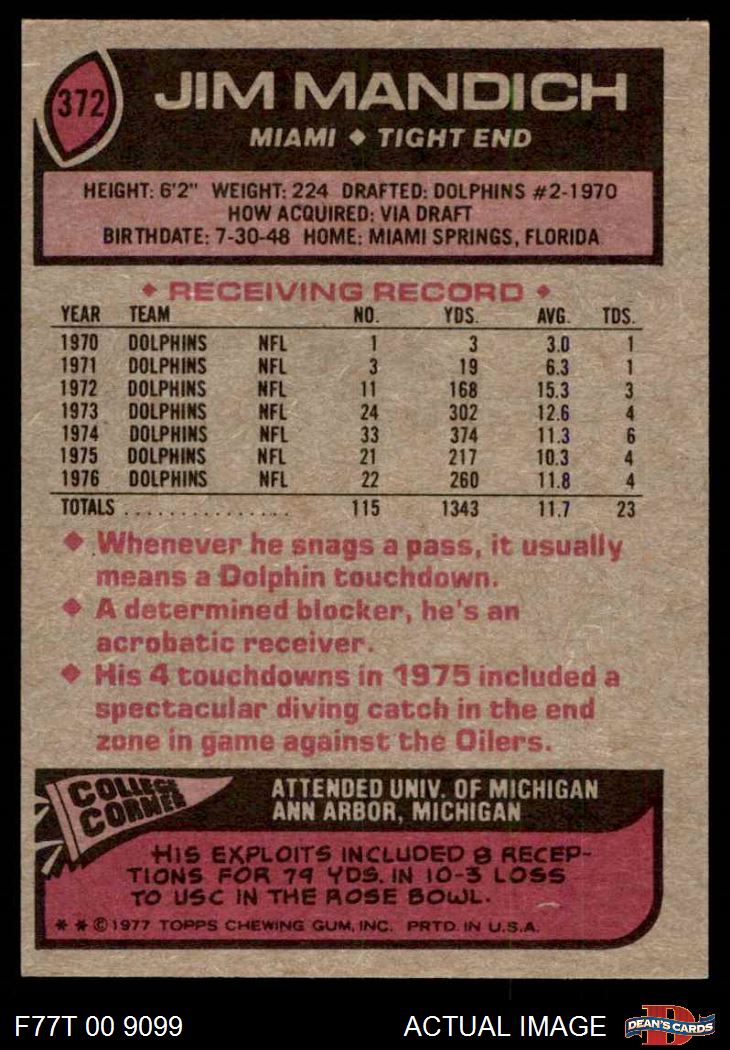 372
JIM MANDICH
MIAMI ◆ TIGHT END
HEIGHT: 6'2" WEIGHT: 224 DRAFTED: DOLPHINS #2-1970
HOW ACQUIRED: VIA DRAFT
BIRTHDATE: 7-30-48 HOME: MIAMI SPRINGS, FLORIDA
◆ RECEIVING RECORD ◆
YEAR TEAM NO. YDS. AVG. TDS.
1970 DOLPHINS NFL 1 3 3.0 1
1971 DOLPHINS NFL 3 19 6.3 1
1972 DOLPHINS NFL 11 168 15.3 3
1973 DOLPHINS NFL 24 302 12.6 4
1974 DOLPHINS NFL 33 374 11.3 6
1975 DOLPHINS NFL 21 217 10.3 4
1976 DOLPHINS NFL 22 260 11.8 4
TOTALS ............... 115 1343 11.7 23
◆ Whenever he snags a pass, it usually
means a Dolphin touchdown.
◆ A determined blocker, he's an
acrobatic receiver.
◆ His 4 touchdowns in 1975 included a
spectacular diving catch in the end
zone in game against the Oilers.
COLLEGE
CORNER
ATTENDED UNIV. OF MICHIGAN
ANN ARBOR, MICHIGAN
HIS EXPLOITS INCLUDED 8 RECEP-
TIONS FOR 79 YDS. IN 10-3 LOSS
TO USC IN THE ROSE BOWL.
* * © 1977 TOPPS CHEWING GUM, INC. PRTD. IN U.S.A.
F77T 00 9099
ACTUAL IMAGE
D
DEAN'S CARDS